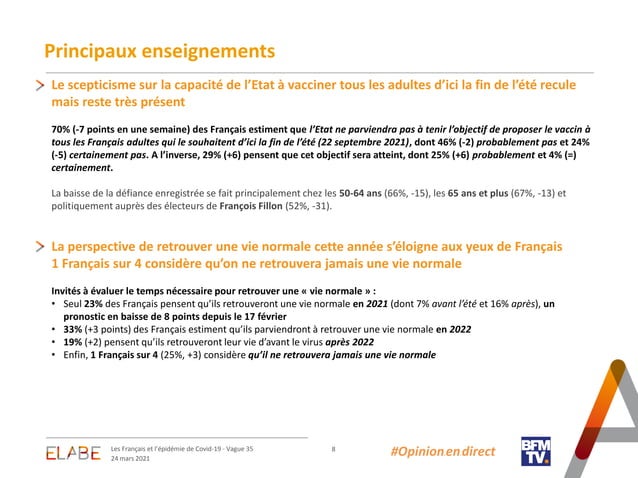 Principaux enseignements
Le scepticisme sur la capacité de l’Etat à vacciner tous les adultes d’ici la fin de l’été recule
mais reste très présent
70% (-7 points en une semaine) des Français estiment que l’Etat ne parviendra pas à tenir l’objectif de proposer le vaccin à
tous les Français adultes qui le souhaitent d’ici la fin de l’été (22 septembre 2021), dont 46% (-2) probablement pas et 24%
(-5) certainement pas. A l’inverse, 29% (+6) pensent que cet objectif sera atteint, dont 25% (+6) probablement et 4% (=)
certainement.
La baisse de la défiance enregistrée se fait principalement chez les 50-64 ans (66%, -15), les 65 ans et plus (67%, -13) et
politiquement auprès des électeurs de François Fillon (52%, -31).
La perspective de retrouver une vie normale cette année s’éloigne aux yeux de Français
1 Français sur 4 considère qu’on ne retrouvera jamais une vie normale
Invités à évaluer le temps nécessaire pour retrouver une « vie normale » :
• Seul 23% des Français pensent qu’ils retrouveront une vie normale en 2021 (dont 7% avant l’été et 16% après), un
pronostic en baisse de 8 points depuis le 17 février
• 33% (+3 points) des Français estiment qu’ils parviendront à retrouver une vie normale en 2022
• 19% (+2) pensent qu’ils retrouveront leur vie d’avant le virus après 2022
• Enfin, 1 Français sur 4 (25%, +3) considère qu’il ne retrouvera jamais une vie normale
ELABE
Les Français et l’épidémie de Covid-19 - Vague 35
24 mars 2021
8
#Opinionendirect
BFM
TV.